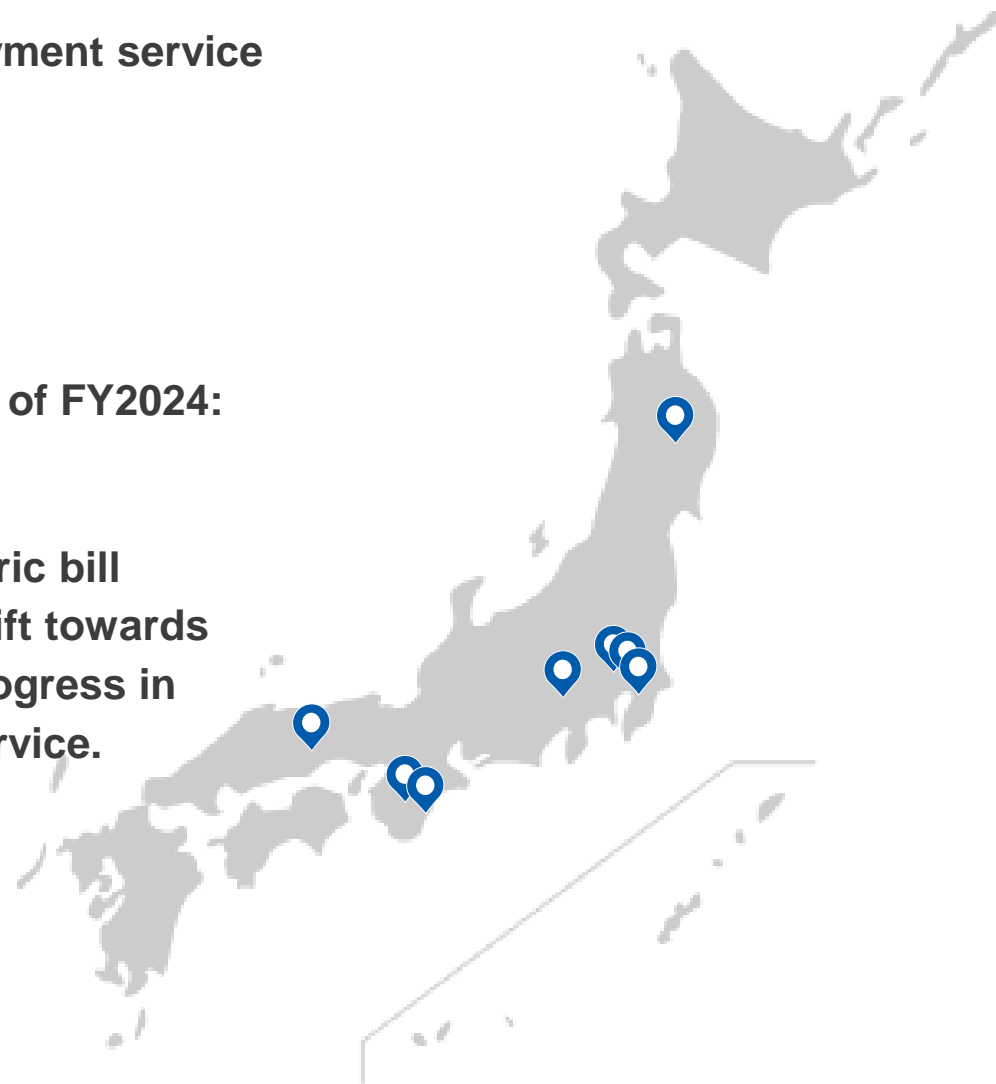 yment service
of FY2024:
ric bill
ift towards
ogress in
rvice.